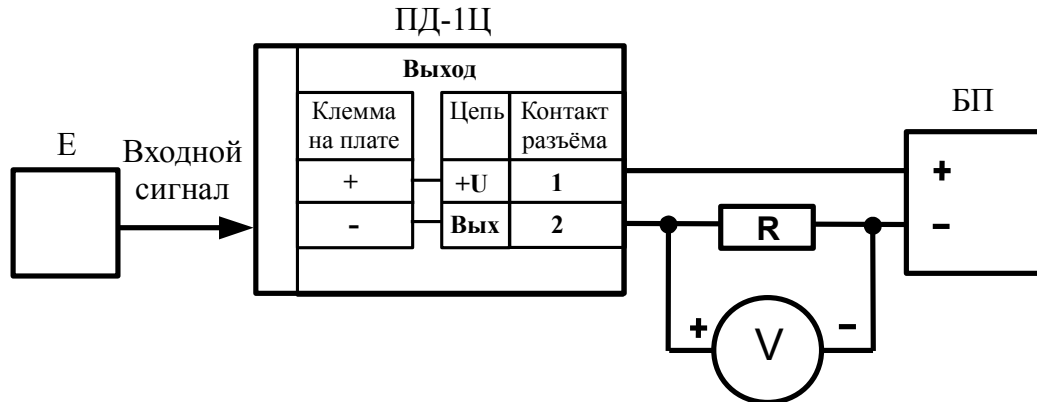 ПД-1Ц
Выход
Клемма
на плате
Цепь
Контакт
разъёма
+
+U
1
-
Вых
2
Е
Входной
сигнал
БП
+
-
R
+
-
V